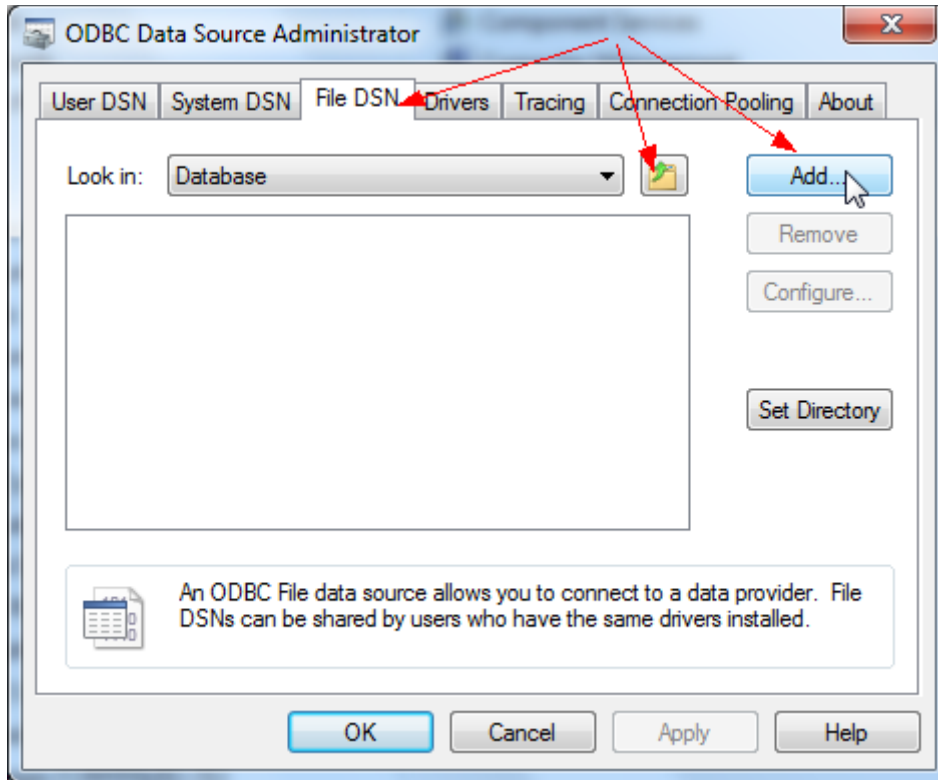 ODBC Data Source Administrator
User DSN System DSN File DSN Drivers Tracing Connection Pooling About
Look in: Database Add...
Remove
Configure...
Set Directory
An ODBC File data source allows you to connect to a data provider. File
DSNs can be shared by users who have the same drivers installed.
OK Cancel Apply Help